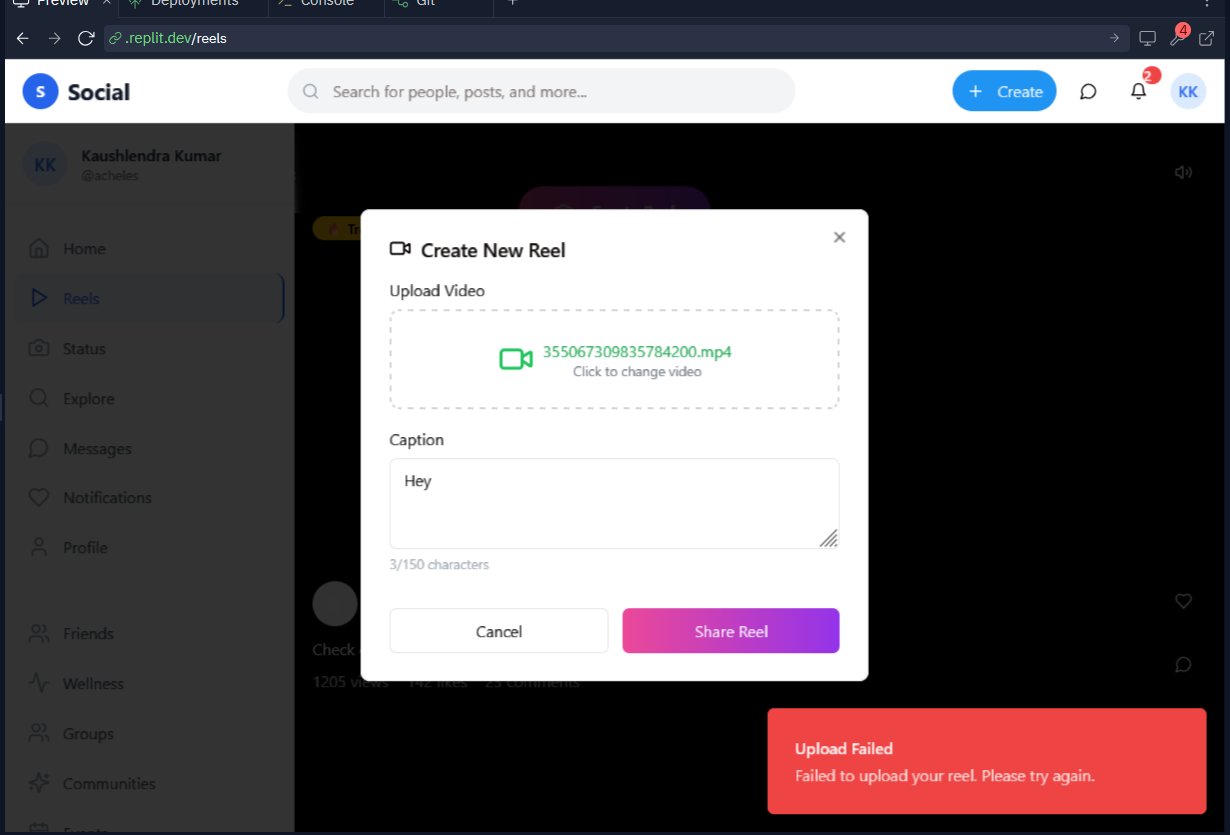 Preview
Deployments
Console
Git
.replit.dev/reels
4
S Social
Search for people, posts, and more...
+ Create
2
KK
KK
Kaushlendra Kumar
@acheles
Home
Reels
Status
Explore
Messages
Notifications
Profile
Friends
Wellness
Groups
Communities
Events
Create New Reel
Upload Video
355067309835784200.mp4
Click to change video
Caption
Hey
3/150 characters
Cancel
Share Reel
Check
1205 views 142 likes 23 comments
Upload Failed
Failed to upload your reel. Please try again.